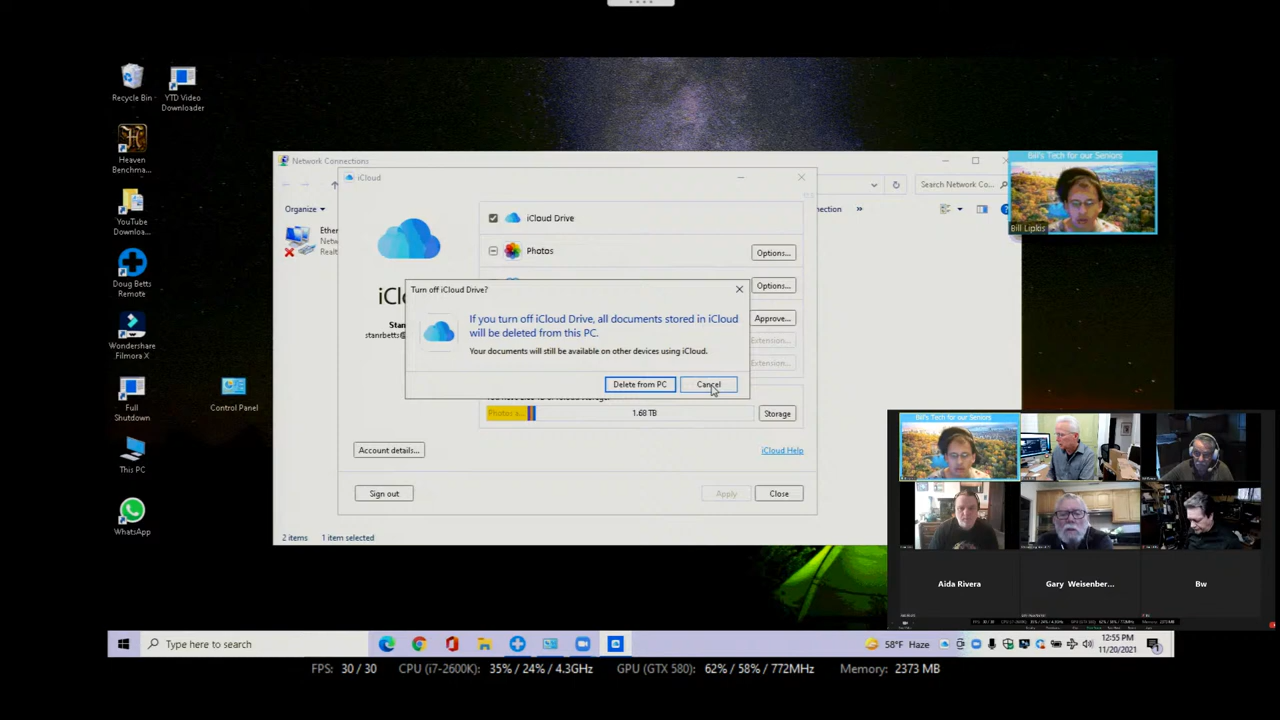 Recycle Bin
YTD Video
Downloader
Heaven
Benchma...
YouTube
Downloa...
Doug Betts
Remote
Wondershare
Filmora X
Full
Shutdown
Control Panel
This PC
WhatsApp
Network Connections
Search Network Co...
Organize
Ether
Netw
Realt
2 items
1 item selected
iCloud
iCloud Drive
Photos
Options...
Options...
Approve...
Extension...
Extension...
iClo
Stan
stanrbetts@
Turn off iCloud Drive?
If you turn off iCloud Drive, all documents stored in iCloud
will be deleted from this PC.
Your documents will still be available on other devices using iCloud.
Delete from PC
Cancel
Photos a...
1.68 TB
Storage
Account details...
iCloud Help
Sign out
Apply
Close
Bill's Tech for our Seniors
Bill Lipkis
Bill's Tech for our Seniors
Aida Rivera
Gary Weisenber...
Bw
Type here to search
58°F Haze
12:55 PM
11/20/2021
FPS: 30 / 30 CPU (i7-2600K): 35% / 24% / 4.3GHz GPU (GTX 580): 62% / 58% / 772MHz Memory: 2373 MB